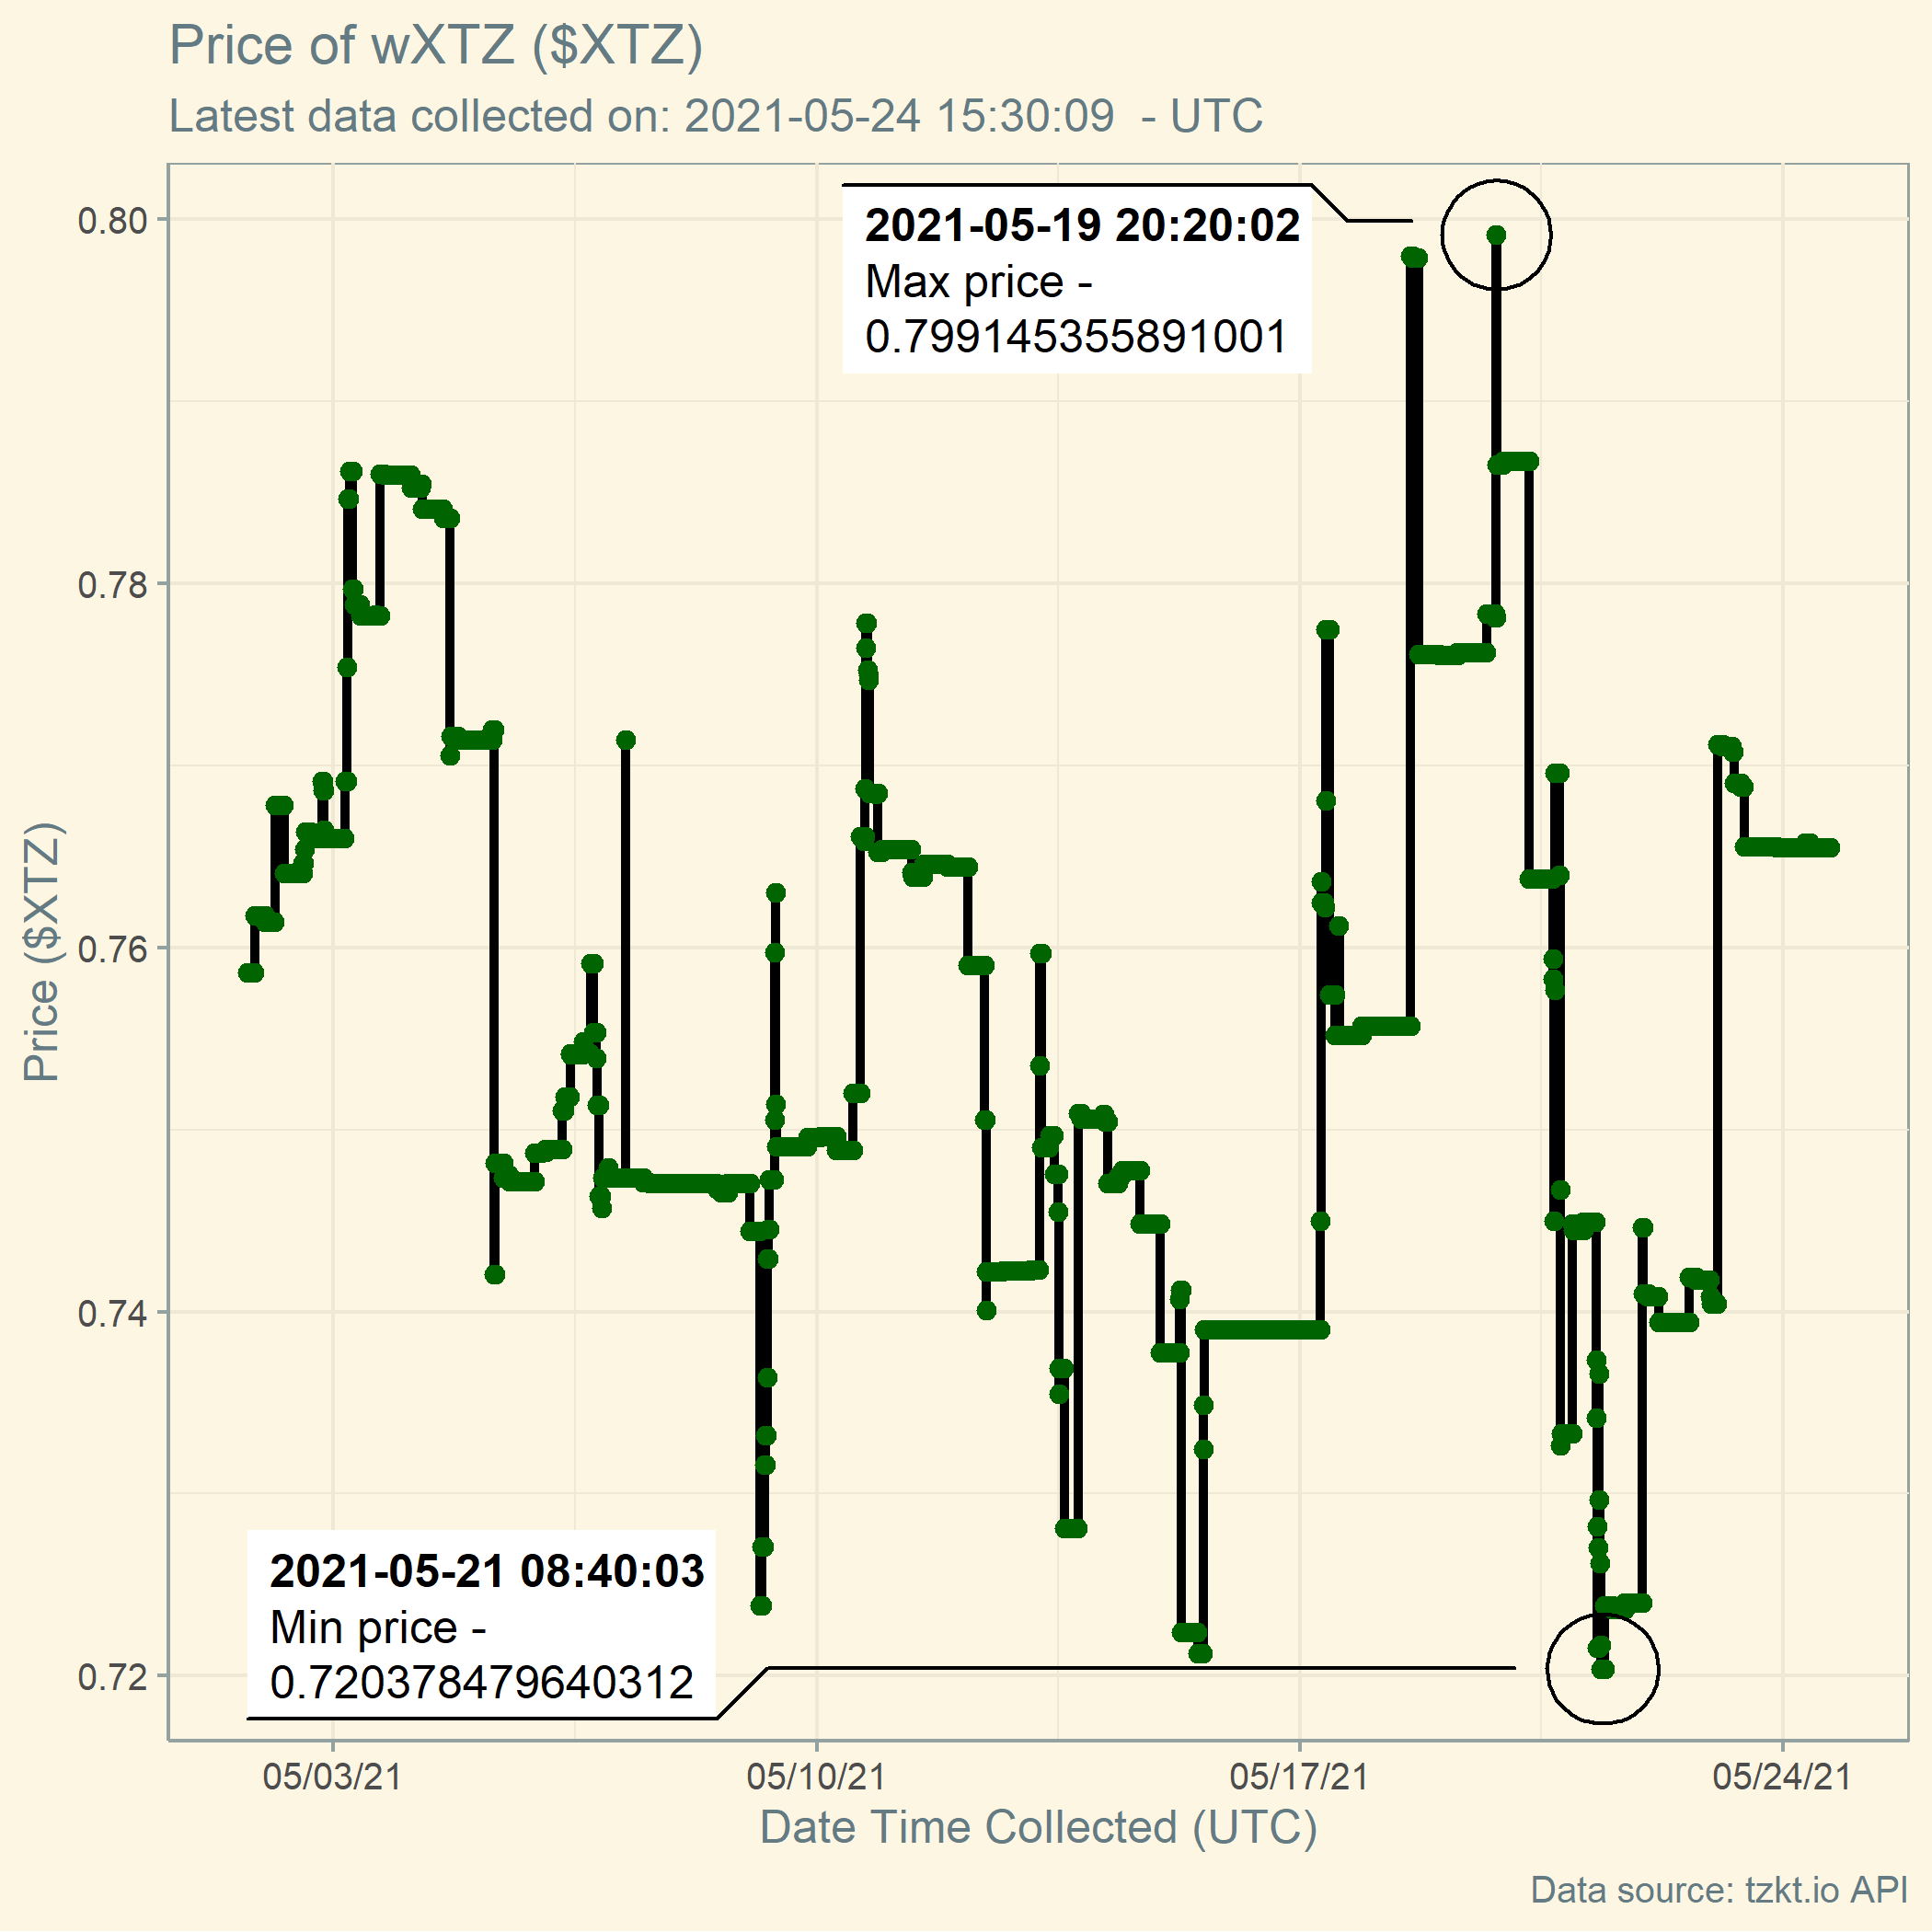 Price of wXTZ ($XTZ)
Latest data collected on: 2021-05-24 15:30:09  - UTC
0.80
0.78
0.76
0.74
0.72
Price ($XTZ)
2021-05-19 20:20:02
Max price -
0.799145355891001
2021-05-21 08:40:03
Min price -
0.720378479640312
05/03/21
05/10/21
05/17/21
05/24/21
Date Time Collected (UTC)
Data source: tzkt.io API